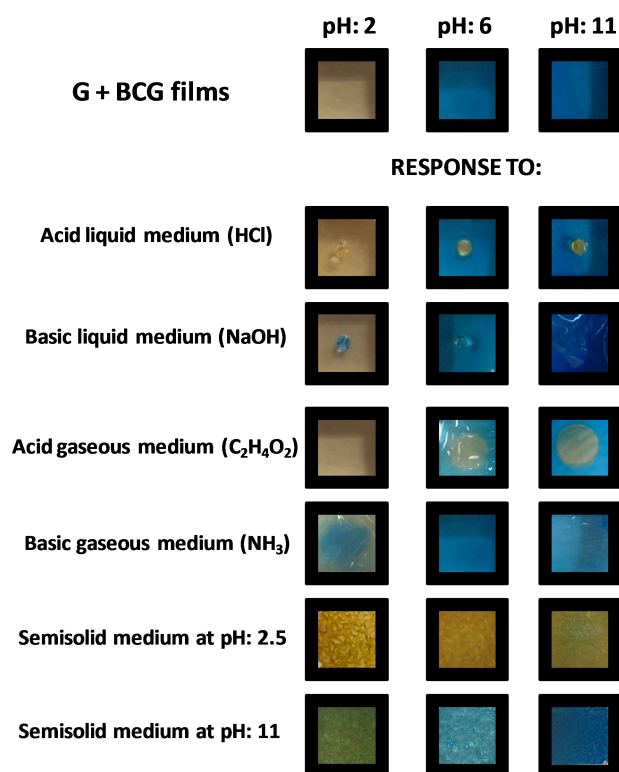 pH: 2 pH: 6 pH: 11
G + BCG films
RESPONSE TO:
Acid liquid medium (HCl)
Basic liquid medium (NaOH)
Acid gaseous medium (C₂H₄O₂)
Basic gaseous medium (NH₃)
Semisolid medium at pH: 2.5
Semisolid medium at pH: 11